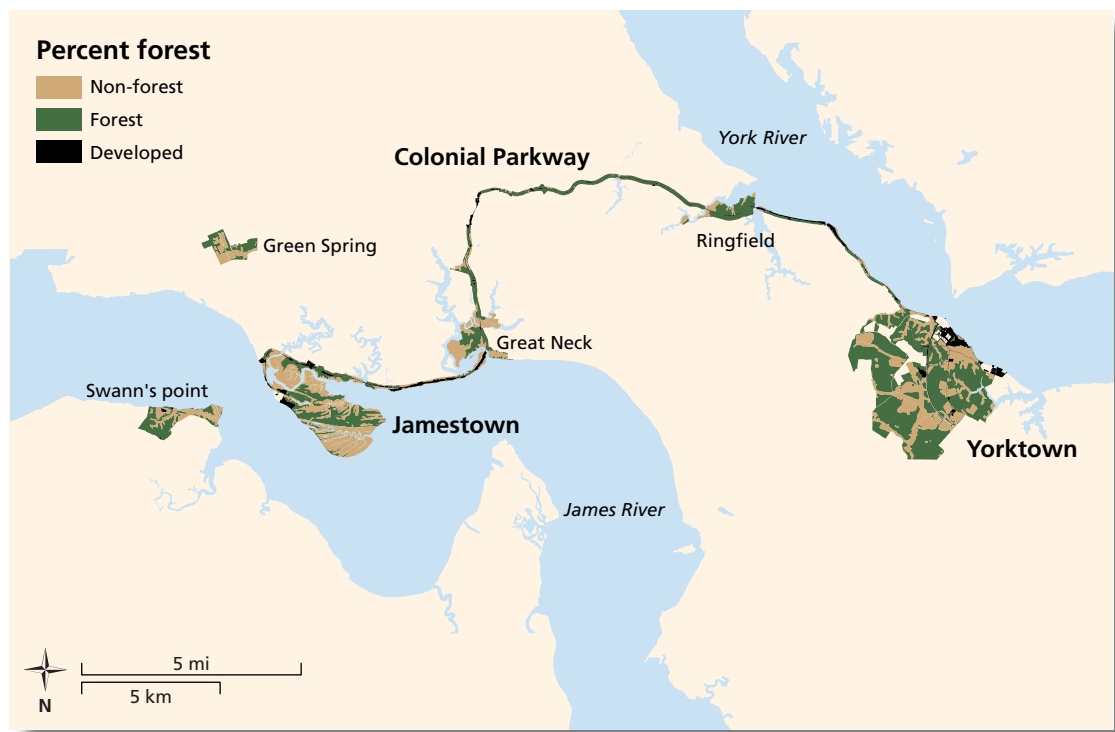 Percent forest
Non-forest
Forest
Developed
York River
Colonial Parkway
Green Spring
Ringfield
Great Neck
Swann's point
Jamestown
Yorktown
James River
5 mi
5 km
N